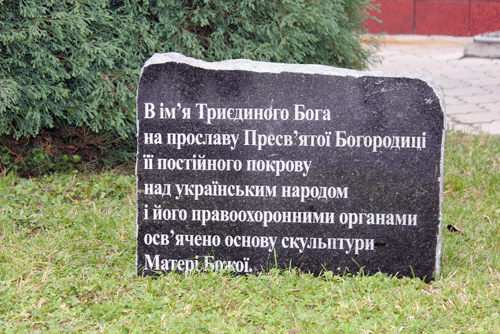 В ім’я Триєдиного Бога
на прославу Пресв’ятої Богородиці
її постійного покрову
над українським народом
і його правоохоронними органами
осв’ячено основу скульптури
Матері Божої.